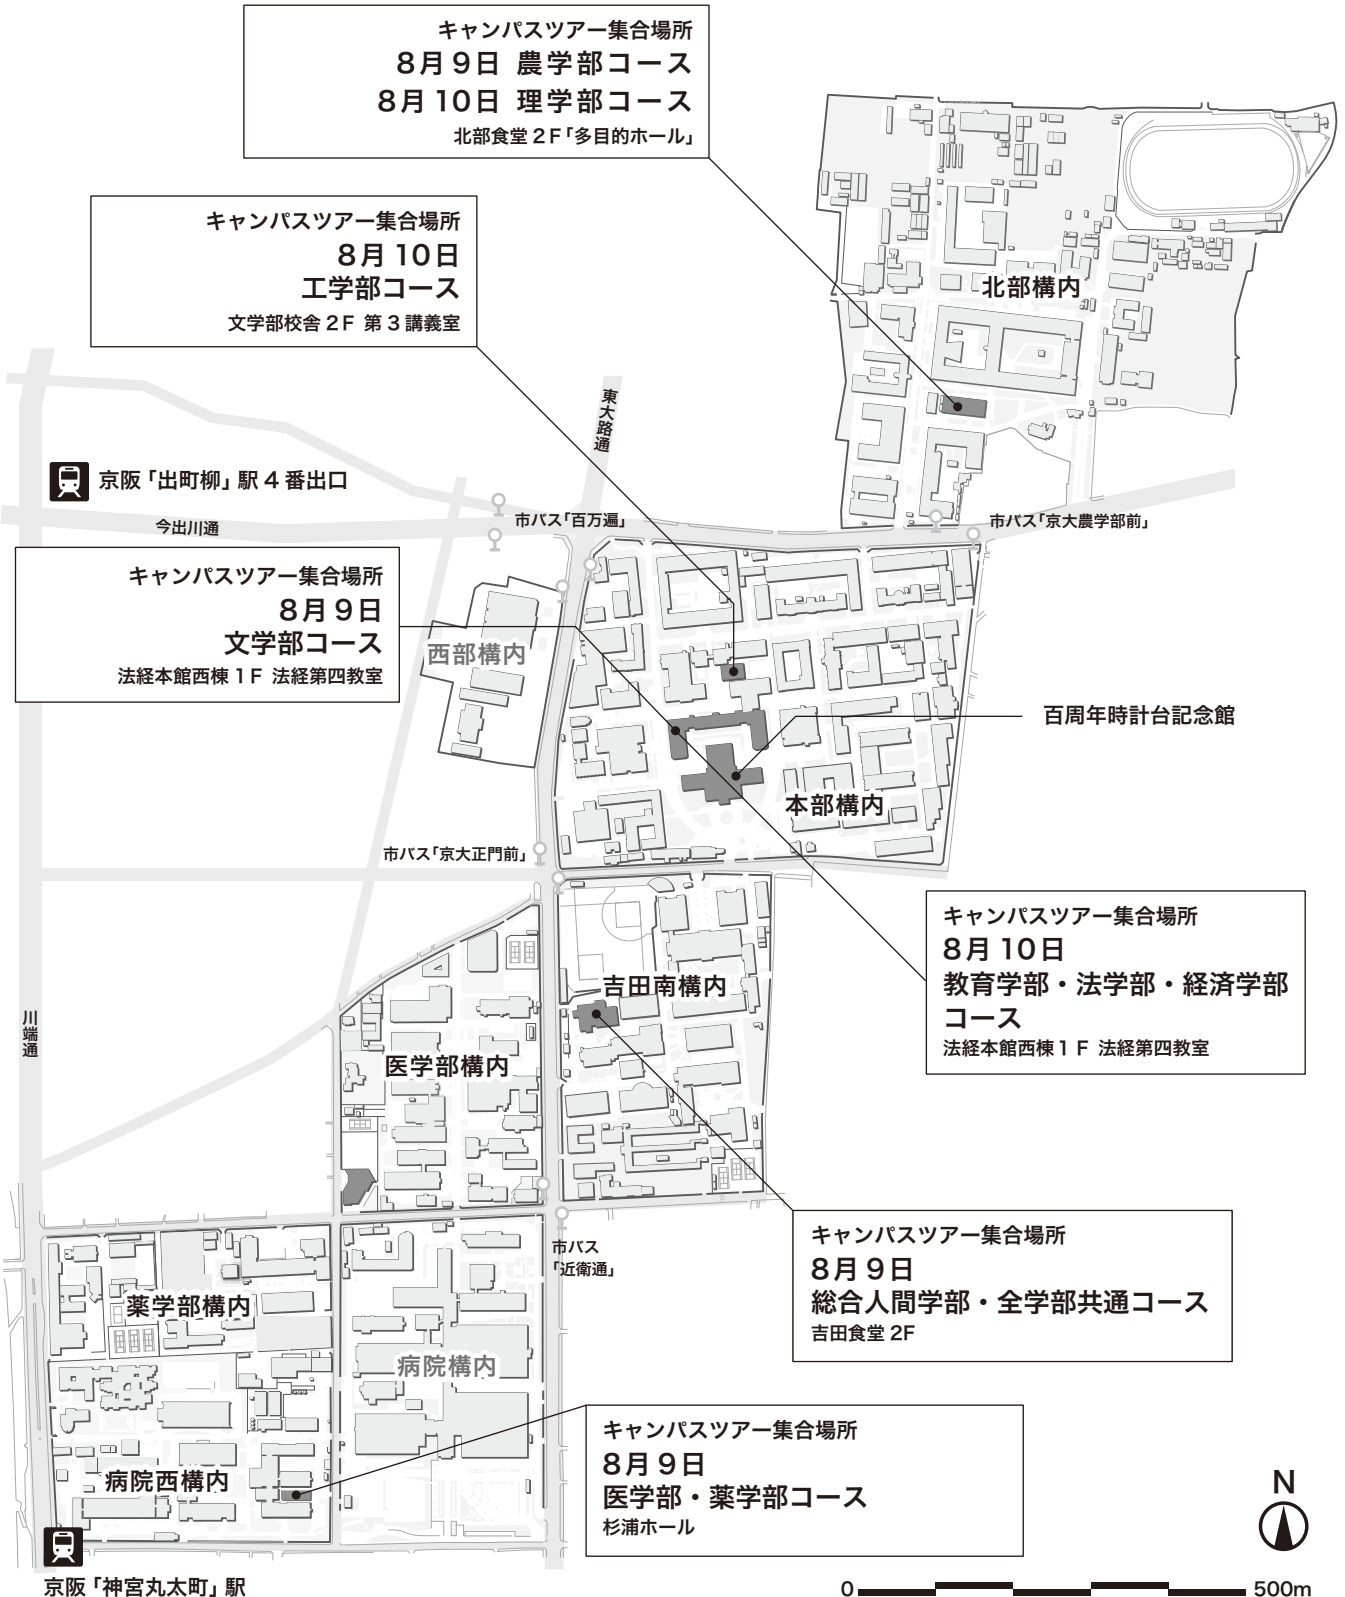 キャンパスツアー集合場所
8月9日 農学部コース
8月10日 理学部コース
北部食堂2F「多目的ホール」
キャンパスツアー集合場所
8月10日
工学部コース
文学部校舎2F 第3講義室
北部構内
東大路通
京阪「出町柳」駅4番出口
今出川通
市バス「百万遍」
市バス「京大農学部前」
キャンパスツアー集合場所
8月9日
文学部コース
法経本館西棟1F 法経第四教室
西部構内
百周年時計台記念館
本部構内
市バス「京大正門前」
キャンパスツアー集合場所
8月10日
教育学部・法学部・経済学部
コース
法経本館西棟1F 法経第四教室
吉田南構内
川端通
医学部構内
キャンパスツアー集合場所
8月9日
総合人間学部・全学部共通コース
吉田食堂2F
市バス
「近衛通」
薬学部構内
病院構内
キャンパスツアー集合場所
8月9日
医学部・薬学部コース
杉浦ホール
病院西構内
N
京阪「神宮丸太町」駅
0 500m